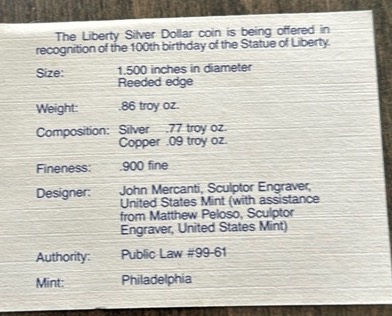 The Liberty Silver Dollar coin is being offered in
recognition of the 100th birthday of the Statue of Liberty.
Size: 1.500 inches in diameter
Reeded edge
Weight: .86 troy oz.
Composition: Silver .77 troy oz.
Copper .09 troy oz.
Fineness: .900 fine
Designer: John Mercanti, Sculptor Engraver,
United States Mint (with assistance
from Matthew Peloso, Sculptor
Engraver, United States Mint)
Authority: Public Law #99-61
Mint: Philadelphia